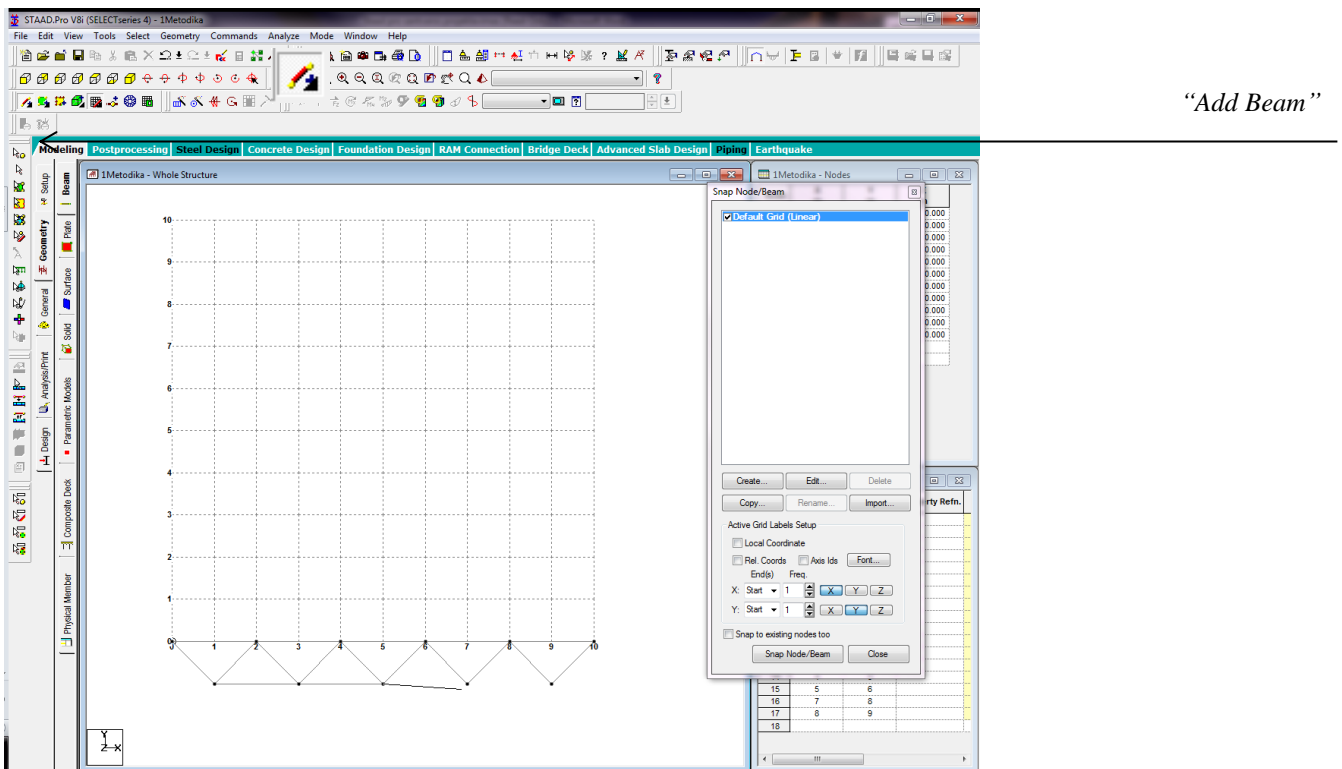 STAAD.Pro V8i (SELECTseries 4) - 1Metodika
File Edit View Tools Select Geometry Commands Analyze Mode Window Help
“Add Beam”
Modeling Postprocessing Steel Design Concrete Design Foundation Design RAM Connection Bridge Deck Advanced Slab Design Piping Earthquake
Setup
Geometry
General
Analysis/Print
Design
Beam
Plate
Surface
Solid
Parametric Models
Composite Deck
Physical Member
1Metodika - Whole Structure
10
9
8
7
6
5
4
3
2
1
0
1 2 3 4 5 6 7 8 9 10
Y
Z X
Snap Node/Beam
Default Grid (Linear)
Create... Edit... Delete
Copy... Rename... Import...
Active Grid Labels Setup
Local Coordinate
Rel. Coords Axis Ids Font...
End(s) Freq.
X: Start 1 X Y Z
Y: Start 1 X Y Z
Snap to existing nodes too
Snap Node/Beam Close
1Metodika - Nodes
0.000
0.000
0.000
0.000
0.000
0.000
0.000
0.000
0.000
0.000
0.000
rty Refn.
15 5 6
16 7 8
17 8 9
18